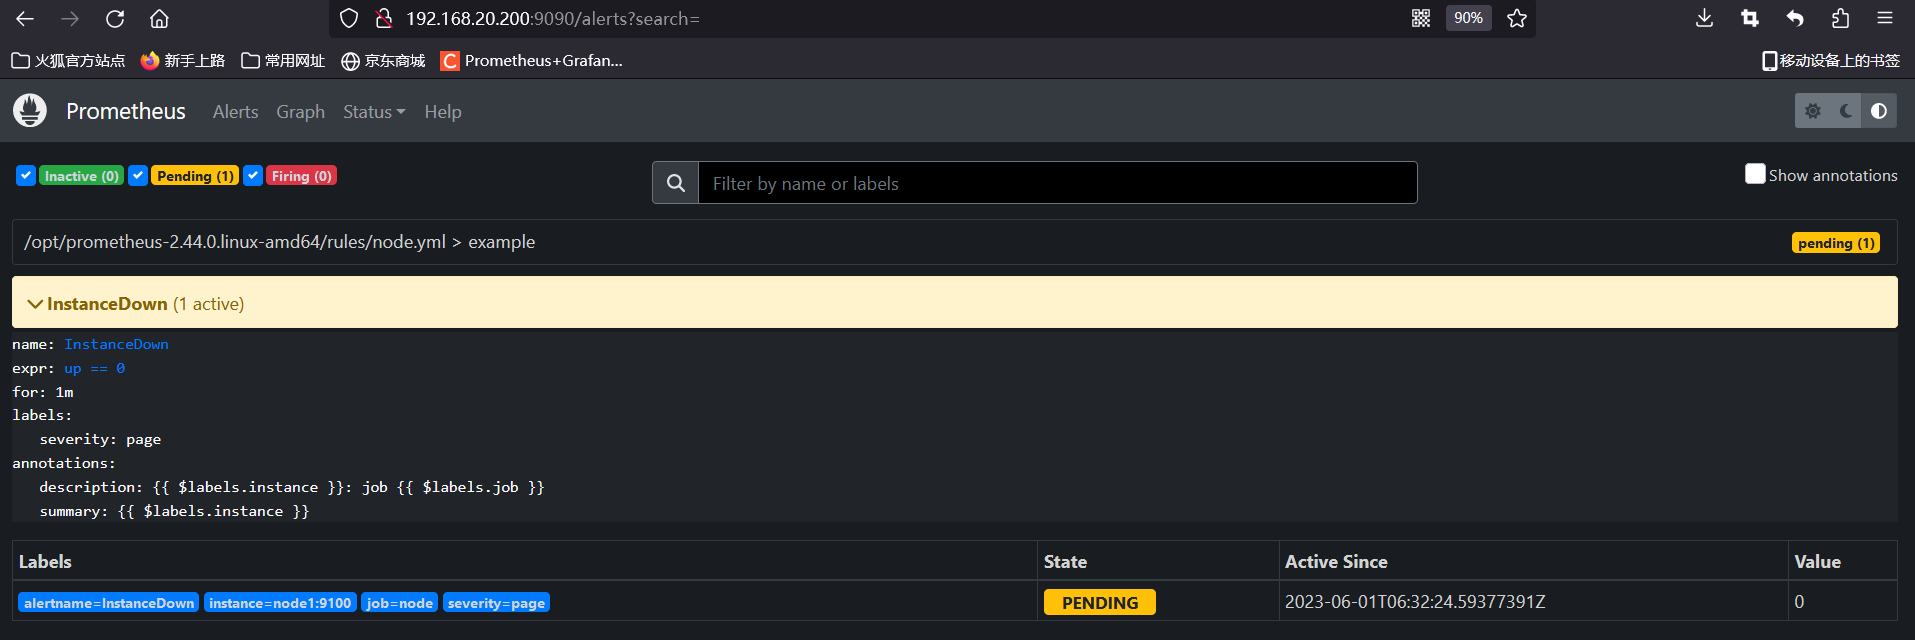 192.168.20.200:9090/alerts?search=
90%
火狐官方站点 新手上路 常用网址 京东商城 Prometheus+Grafan... 移动设备上的书签
Prometheus Alerts Graph Status Help
Inactive (0) Pending (1) Firing (0) Filter by name or labels Show annotations
/opt/prometheus-2.44.0.linux-amd64/rules/node.yml > example pending (1)
InstanceDown (1 active)
name: InstanceDown
expr: up == 0
for: 1m
labels:
severity: page
annotations:
description: {{ $labels.instance }}: job {{ $labels.job }}
summary: {{ $labels.instance }}
Labels State Active Since Value
alertname=InstanceDown instance=node1:9100 job=node severity=page PENDING 2023-06-01T06:32:24.59377391Z 0